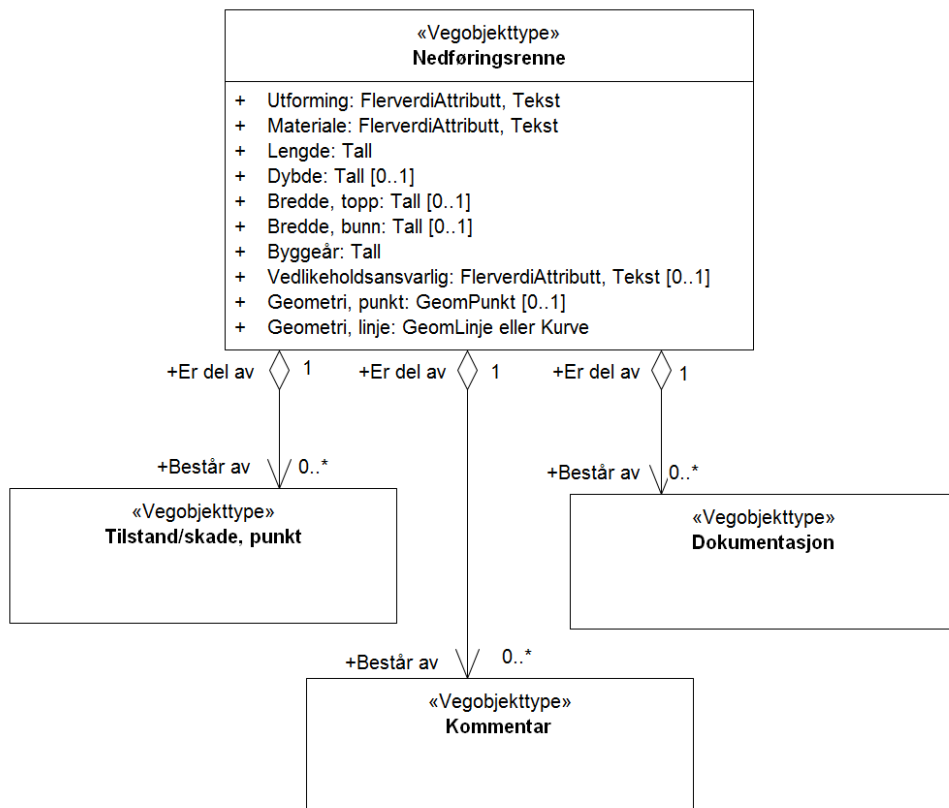 «Vegobjekttype»
Nedføringsrenne
+ Utforming: FlerverdiAttributt, Tekst
+ Materiale: FlerverdiAttributt, Tekst
+ Lengde: Tall
+ Dybde: Tall [0..1]
+ Bredde, topp: Tall [0..1]
+ Bredde, bunn: Tall [0..1]
+ Byggeår: Tall
+ Vedlikeholdsansvarlig: FlerverdiAttributt, Tekst [0..1]
+ Geometri, punkt: GeomPunkt [0..1]
+ Geometri, linje: GeomLinje eller Kurve
+Er del av 1 +Er del av 1 +Er del av 1
+Består av 0..* +Består av 0..*
«Vegobjekttype»
Tilstand/skade, punkt
«Vegobjekttype»
Dokumentasjon
+Består av 0..*
«Vegobjekttype»
Kommentar